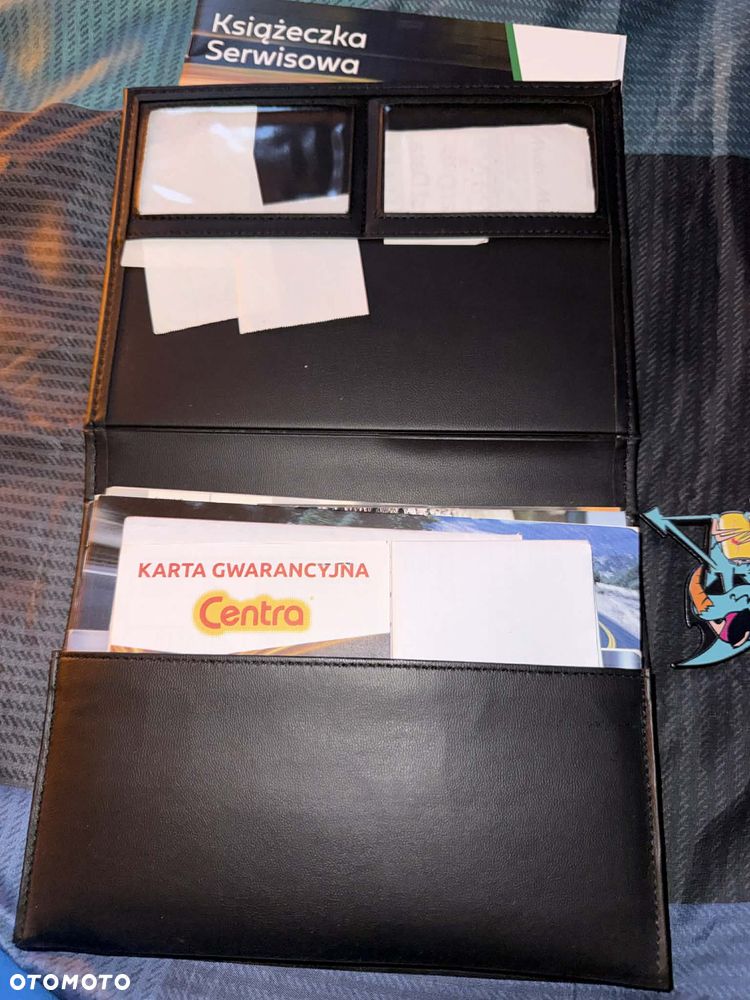 Książeczka
Serwisowa
KARTA GWARANCYJNA
Centra
OTOMOTO